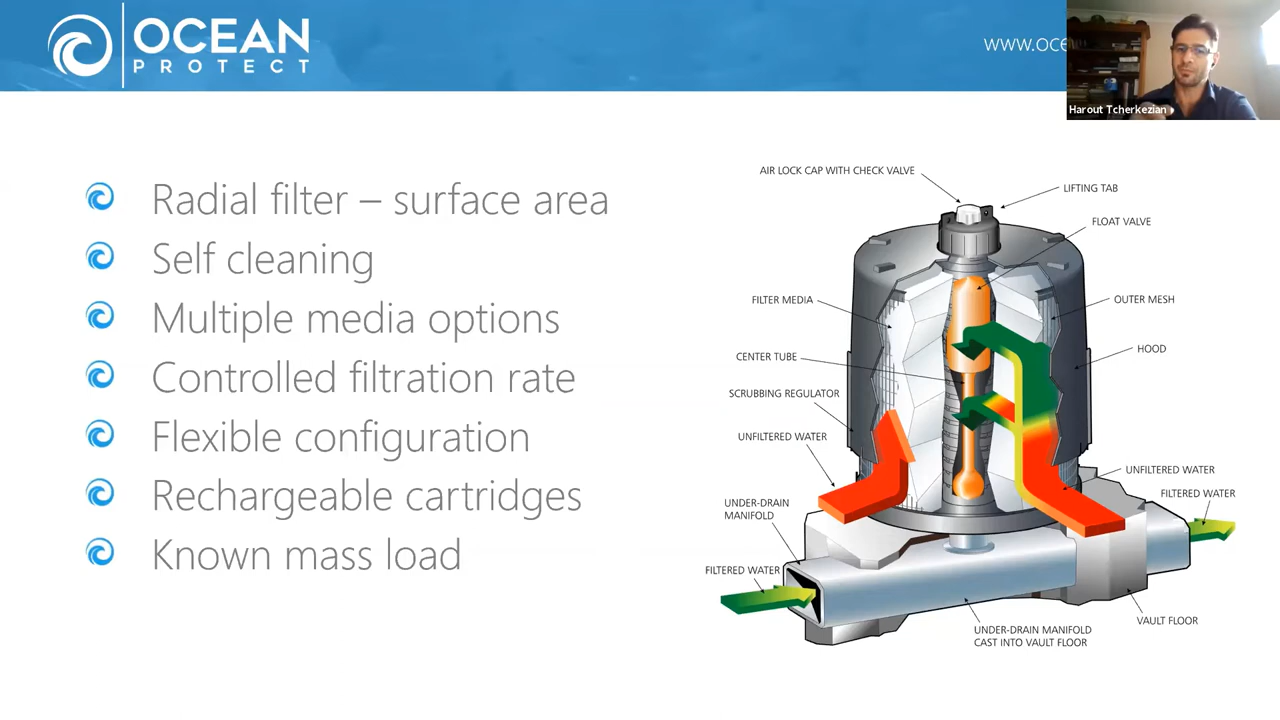 OCEAN
PROTECT
Harout Tcherkezian
Radial filter – surface area
Self cleaning
Multiple media options
Controlled filtration rate
Flexible configuration
Rechargeable cartridges
Known mass load
AIR LOCK CAP WITH CHECK VALVE
LIFTING TAB
FLOAT VALVE
FILTER MEDIA
OUTER MESH
CENTER TUBE
HOOD
SCRUBBING REGULATOR
UNFILTERED WATER
UNFILTERED WATER
FILTERED WATER
UNDER-DRAIN
MANIFOLD
FILTERED WATER
VAULT FLOOR
UNDER-DRAIN MANIFOLD
CAST INTO VAULT FLOOR